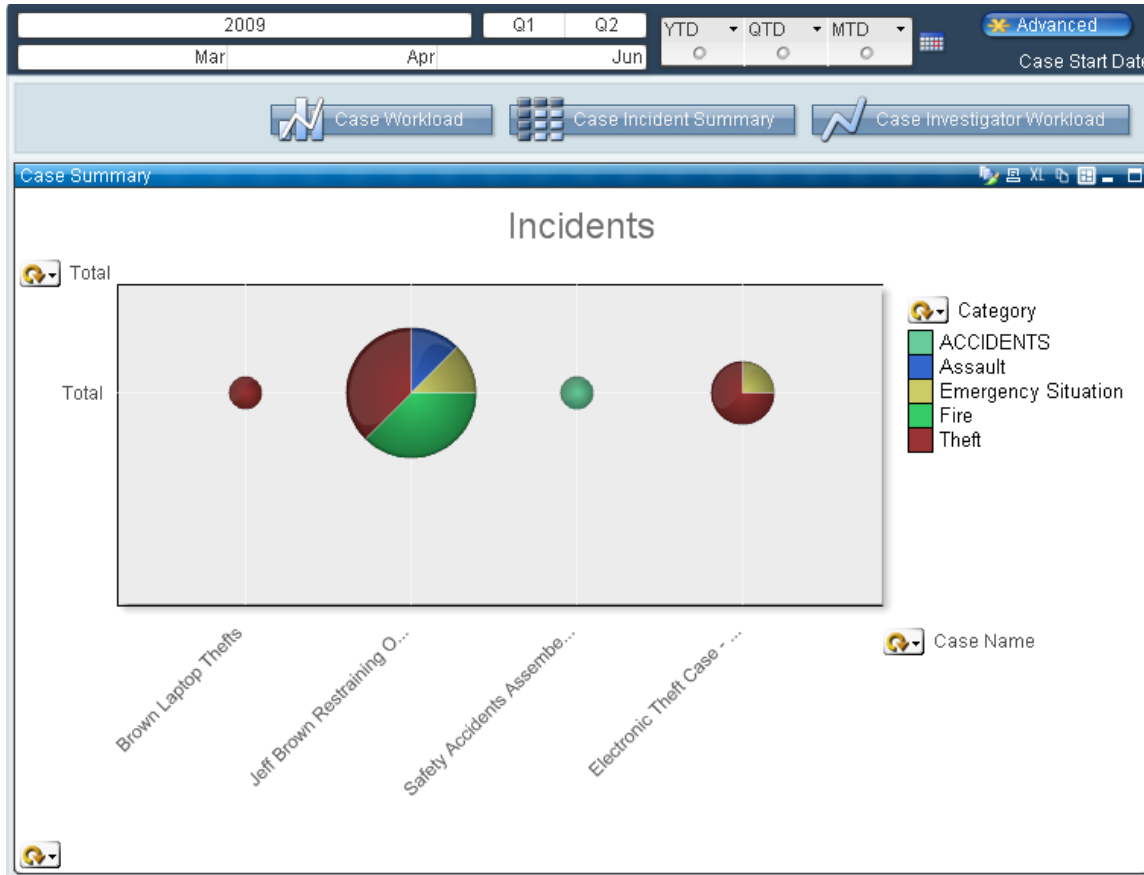 2009 Q1 Q2 YTD QTD MTD Advanced
Mar Apr Jun Case Start Date
Case Workload Case Incident Summary Case Investigator Workload
Case Summary XL
Incidents
Total
Category
ACCIDENTS
Assault
Emergency Situation
Fire
Theft
Total
Case Name
Brown Laptop Thefts
Jeff Brown Restraining O...
Safety Accidents Assembe...
Electronic Theft Case - ...